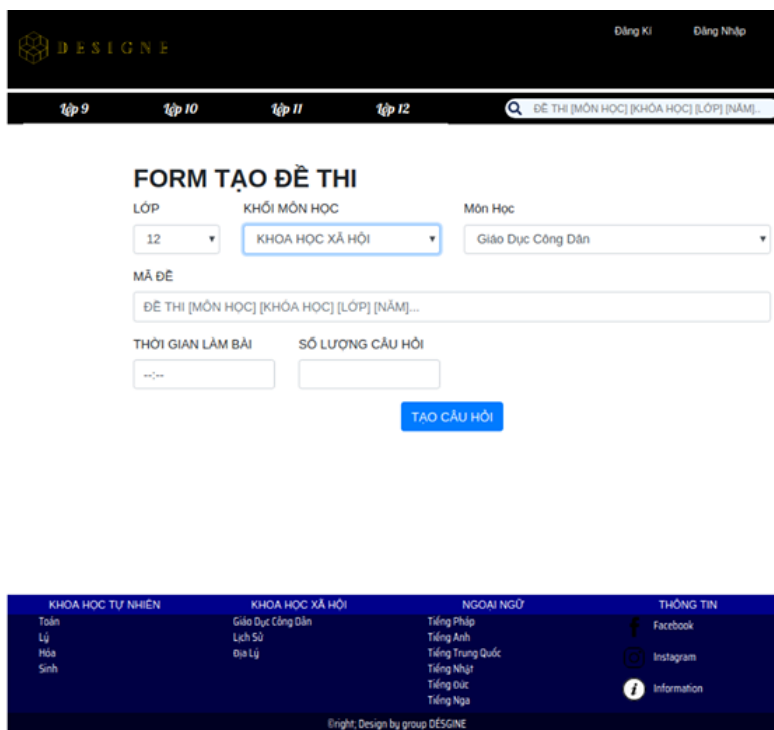 Đăng Kí Đăng Nhập
DESIGNE
Lớp 9 Lớp 10 Lớp 11 Lớp 12 ĐỀ THI [MÔN HỌC] [KHÓA HỌC] [LỚP] [NĂM]..
FORM TẠO ĐỀ THI
LỚP KHỐI MÔN HỌC Môn Học
12 KHOA HỌC XÃ HỘI Giáo Dục Công Dân
MÃ ĐỀ
ĐỀ THI [MÔN HỌC] [KHÓA HỌC] [LỚP] [NĂM]...
THỜI GIAN LÀM BÀI SỐ LƯỢNG CÂU HỎI
--:--
TẠO CÂU HỎI
KHOA HỌC TỰ NHIÊN KHOA HỌC XÃ HỘI NGOẠI NGỮ THÔNG TIN
Toán Giáo Dục Công Dân Tiếng Pháp Facebook
Lý Lịch Sử Tiếng Anh
Hóa Địa Lý Tiếng Trung Quốc Instagram
Sinh Tiếng Nhật
Tiếng Đức Information
Tiếng Nga
©right; Design by group DÉSGINE